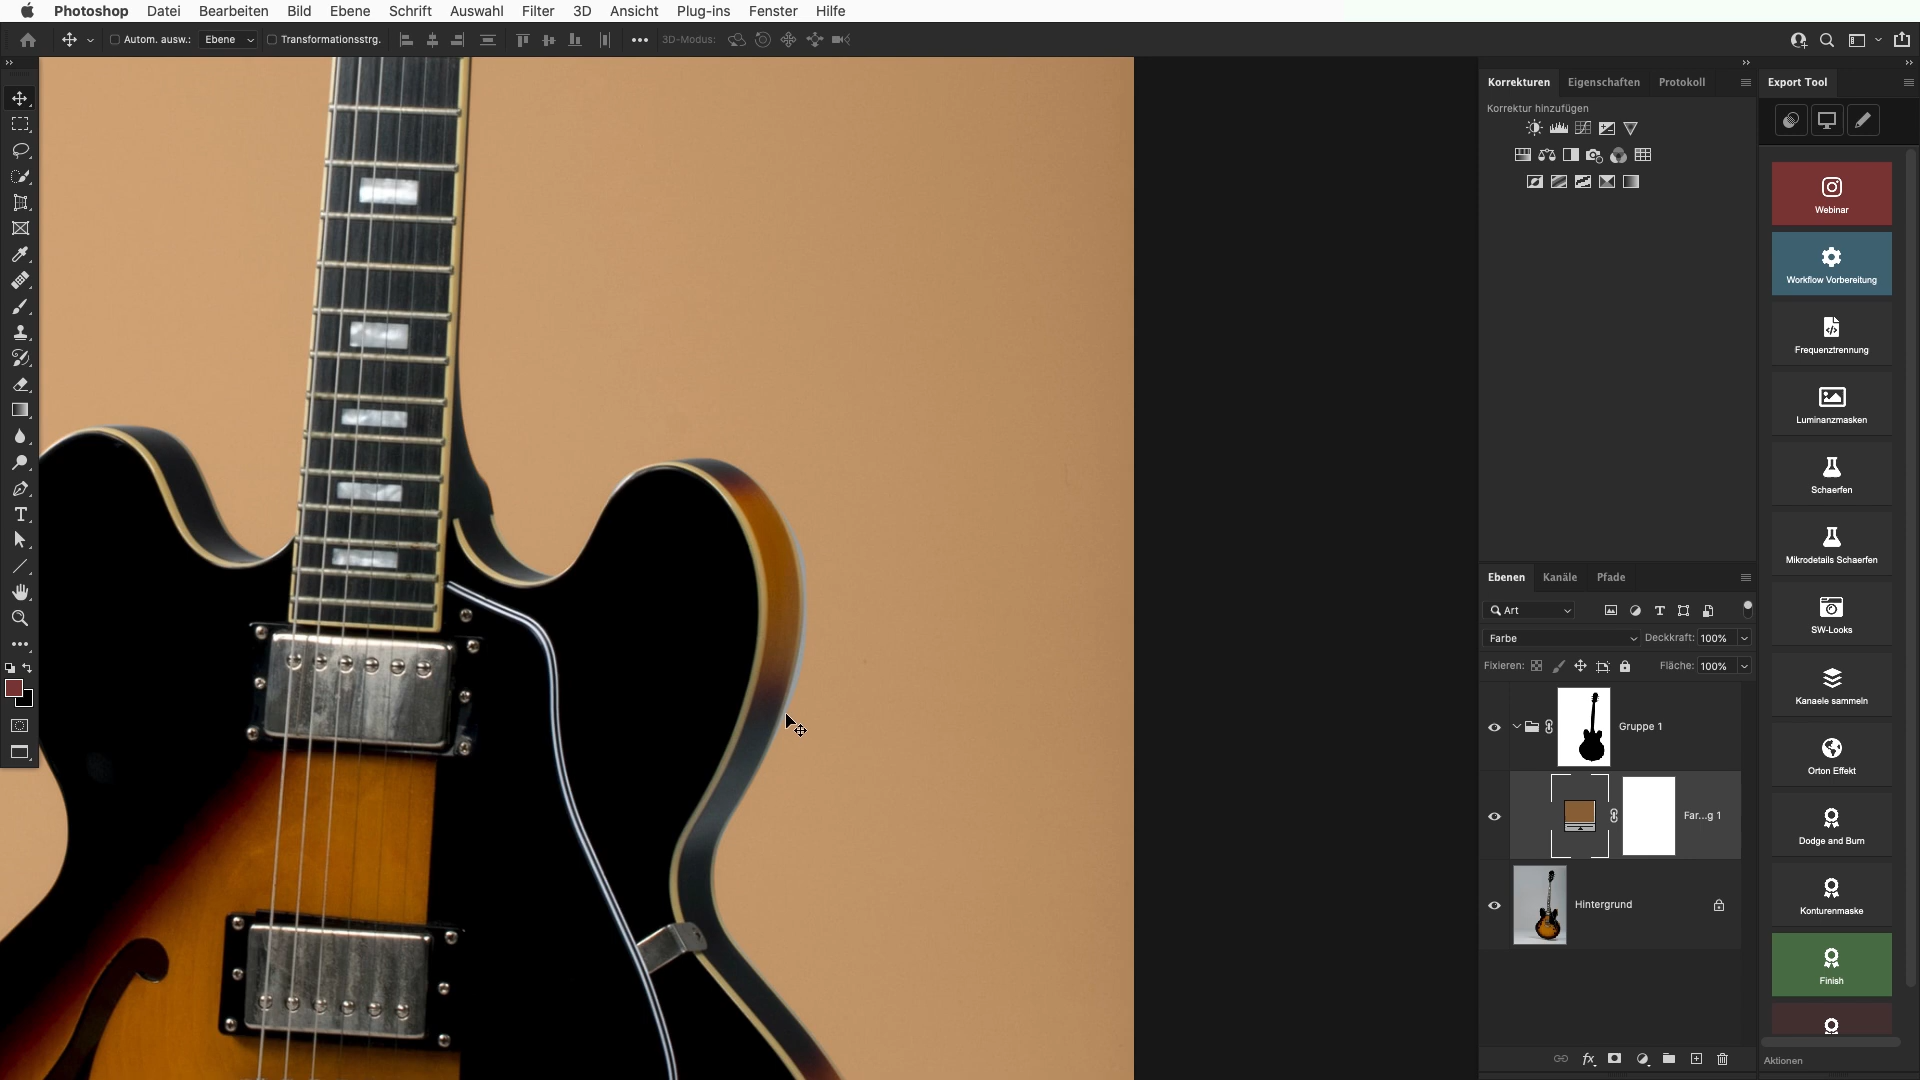 Photoshop Datei Bearbeiten Bild Ebene Schrift Auswahl Filter 3D Ansicht Plug-ins Fenster Hilfe
Autom. ausw.: Ebene Transformationsstrg. 3D-Modus:
Korrekturen Eigenschaften Protokoll
Korrektur hinzufügen
Export Tool
Webinar
Workflow Vorbereitung
Frequenztrennung
Luminanzmasken
Schaerfen
Mikrodetails Schaerfen
SW-Looks
Kanaele sammeln
Orton Effekt
Dodge and Burn
Konturenmaske
Finish
Aktionen
Ebenen Kanäle Pfade
Art
Farbe Deckkraft: 100%
Fixieren: Fläche: 100%
Gruppe 1
Far...g 1
Hintergrund